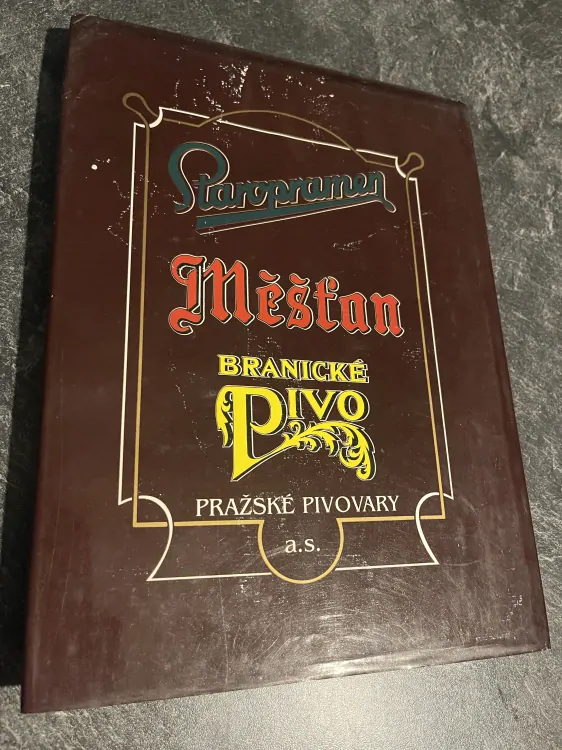 Staropramen
Měšťan
BRANICKÉ
PIVO
PRAŽSKÉ PIVOVARY
a.s.